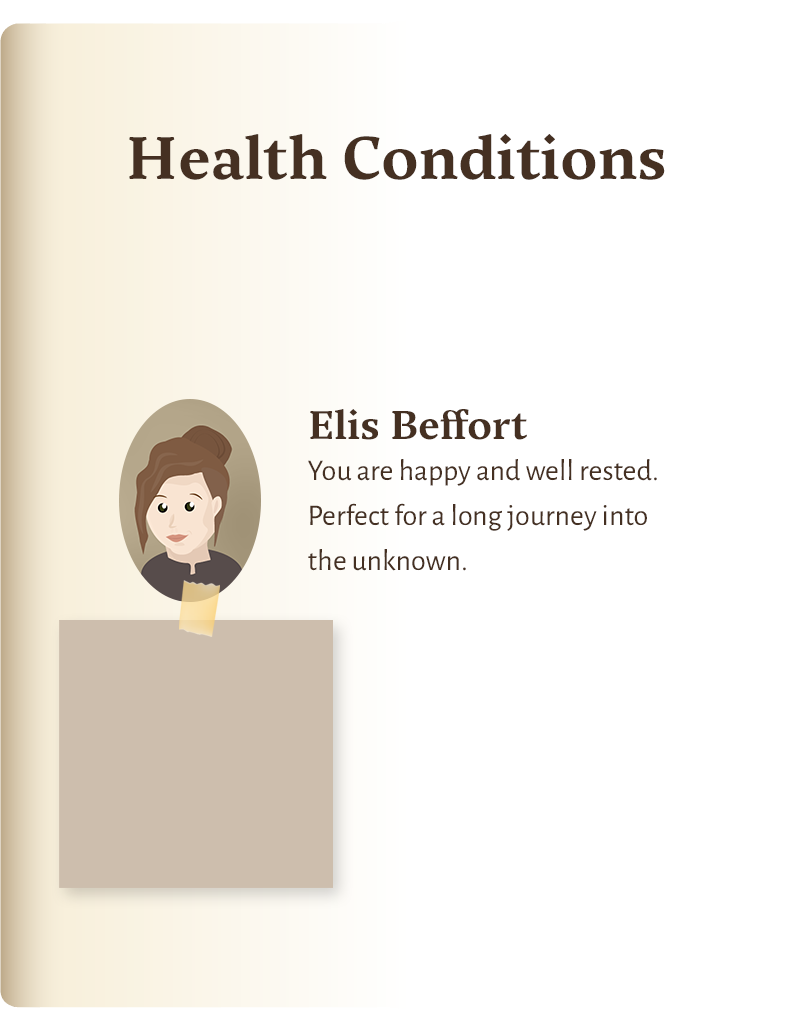 Health Conditions
Elis Beffort
You are happy and well rested.
Perfect for a long journey into
the unknown.